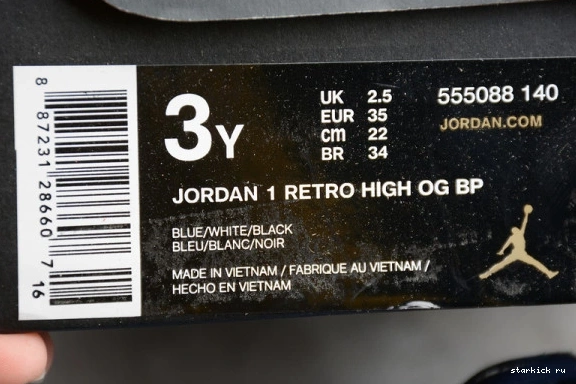 8 87231 28660 7 16
3Y
UK 2.5
EUR 35
cm 22
BR 34
555088 140
JORDAN.COM
JORDAN 1 RETRO HIGH OG BP
BLUE/WHITE/BLACK
BLEU/BLANC/NOIR
MADE IN VIETNAM / FABRIQUE AU VIETNAM /
HECHO EN VIETNAM
starkick ru